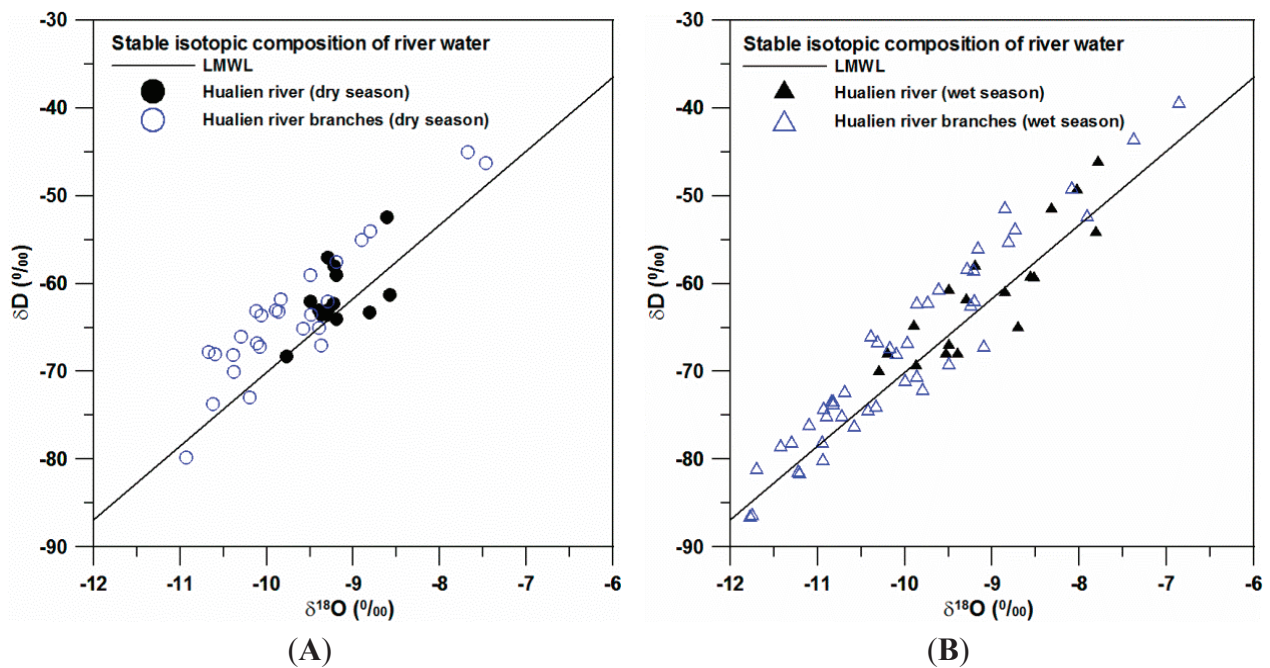 Stable isotopic composition of river water
LMWL
Hualien river (dry season)
Hualien river branches (dry season)
-30
-40
-50
-60
-70
-80
-90
δD (⁰/₀₀)
-12 -11 -10 -9 -8 -7 -6
δ¹⁸O (⁰/₀₀)
(A)
Stable isotopic composition of river water
LMWL
Hualien river (wet season)
Hualien river branches (wet season)
-30
-40
-50
-60
-70
-80
-90
δD (⁰/₀₀)
-12 -11 -10 -9 -8 -7 -6
δ¹⁸O (⁰/₀₀)
(B)